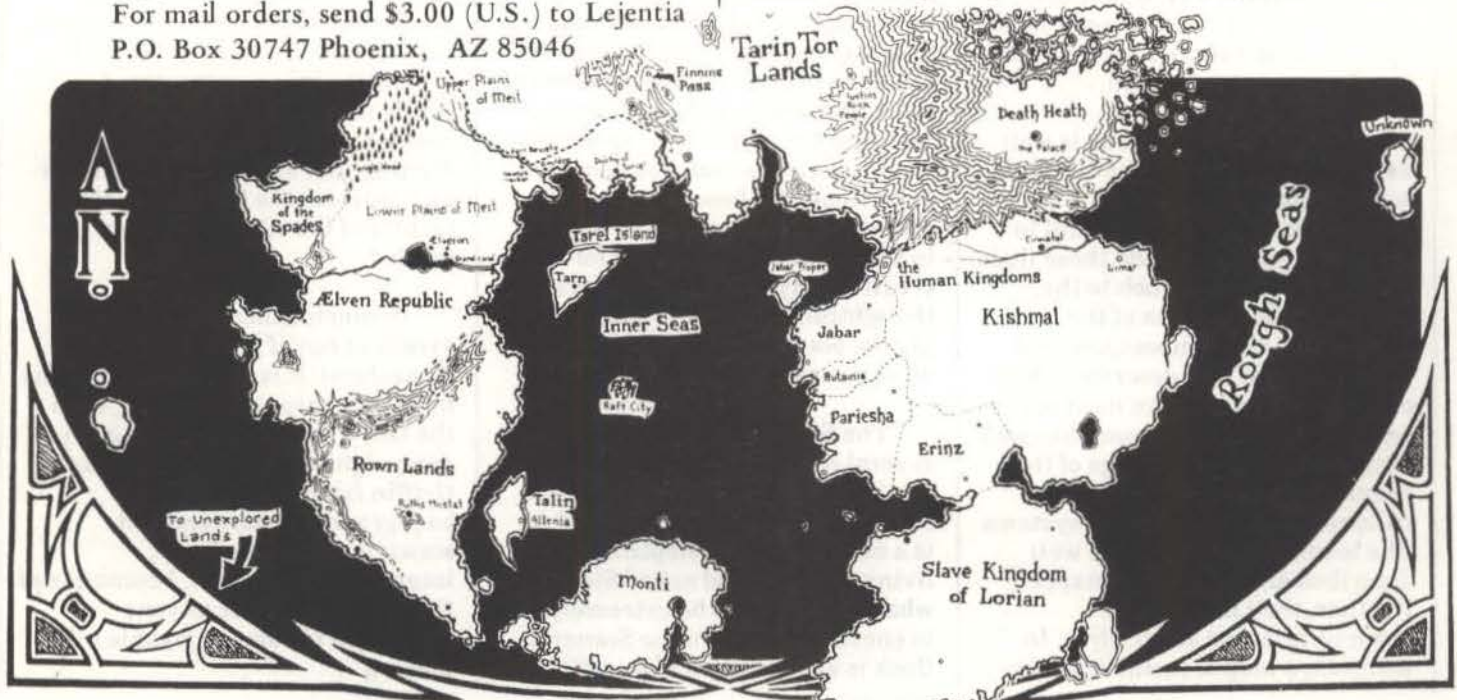 For mail orders, send $3.00 (U.S.) to Lejentia
P.O. Box 30747 Phoenix, AZ 85046
Tarin Tor
Lands
Finnine
Pass
Upper Plains
of Meit
Death Heath
the Palace
Unknown
N
Kingdom
of the
Spades
Lower Plains of Meit
Tarel Island
Tarn
Jabar Proper
the
Human Kingdoms
Kishmal
Rough Seas
Ælven Republic
Inner Seas
Jabar
Raft City
Pariesha
Erinz
Rown Lands
Talin
To Unexplored
Lands
Monti
Slave Kingdom
of Lorian